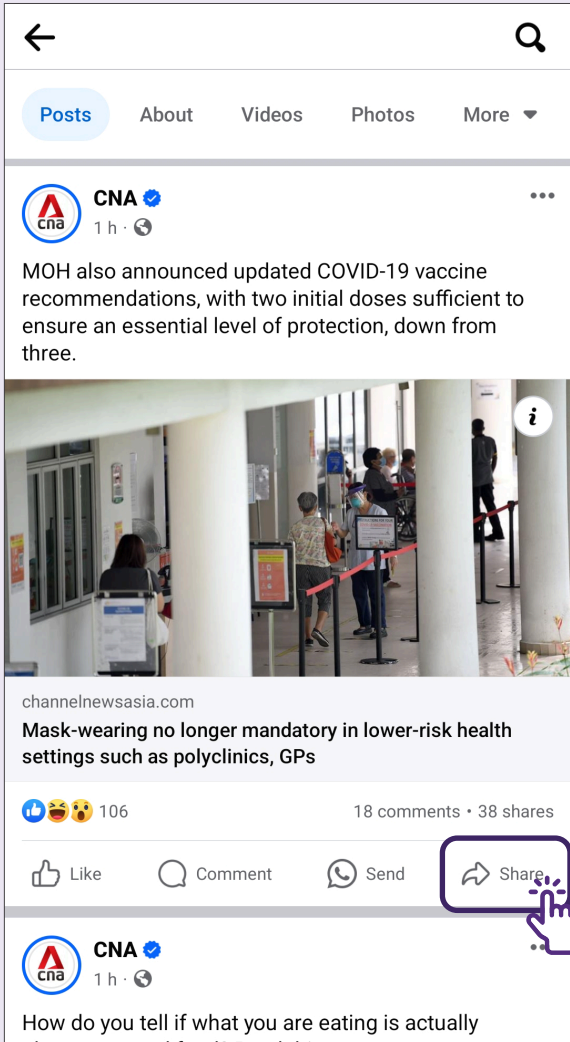 Posts About Videos Photos More
cna
CNA
1 h ·
MOH also announced updated COVID-19 vaccine
recommendations, with two initial doses sufficient to
ensure an essential level of protection, down from
three.
i
channelnewsasia.com
Mask-wearing no longer mandatory in lower-risk health
settings such as polyclinics, GPs
106 18 comments • 38 shares
Like Comment Send Share
cna
CNA
1 h ·
How do you tell if what you are eating is actually